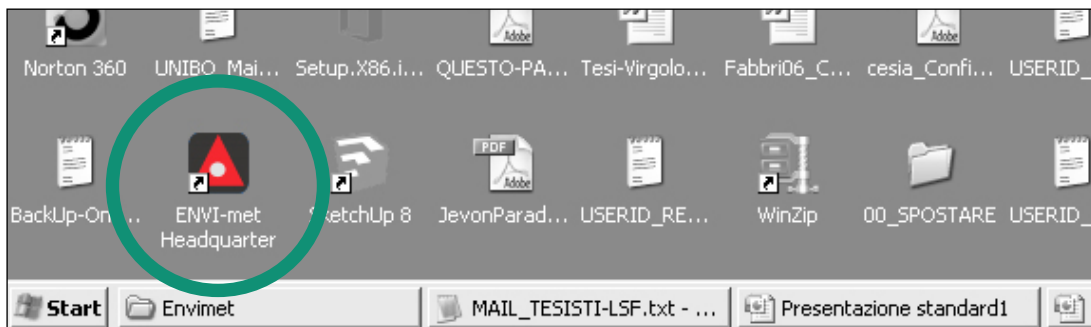 Adobe Adobe
Norton 360 UNIBO_Mai... Setup.X86.i... QUESTO-PA... Tesi-Virgolo... Fabbri06_C... cesia_Confi... USERID_
PDF
Adobe
BackUp-On... ENVI-met Headquarter SketchUp 8 JevonParad... USERID_RE... WinZip 00_SPOSTARE USERID_
Start Envimet MAIL_TESISTI-LSF.txt - ... Presentazione standard1